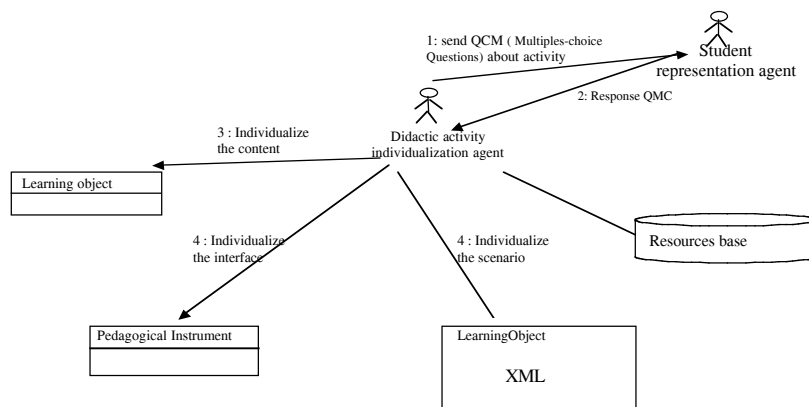 1: send QCM ( Multiples-choice
Questions) about activity
Student
representation agent
2: Response QMC
Didactic activity
individualization agent
3 : Individualize
the content
Learning object
Resources base
4 : Individualize
the interface
4 : Individualize
the scenario
Pedagogical Instrument
LearningObject
XML